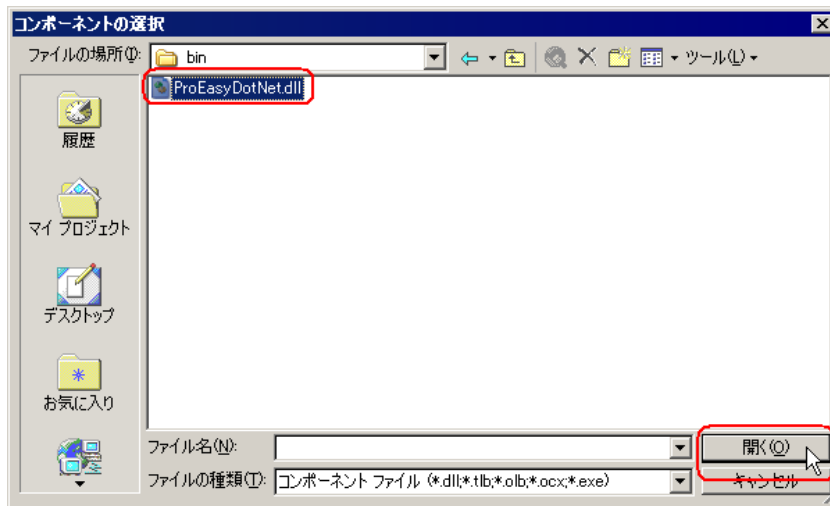 コンポーネントの選択
ファイルの場所(I): bin ツール(L)
ProEasyDotNet.dll
履歴
マイ プロジェクト
デスクトップ
お気に入り
ファイル名(N): 開く(O)
ファイルの種類(T): コンポーネント ファイル (*.dll;*.tlb;*.olb;*.ocx;*.exe) キャンセル